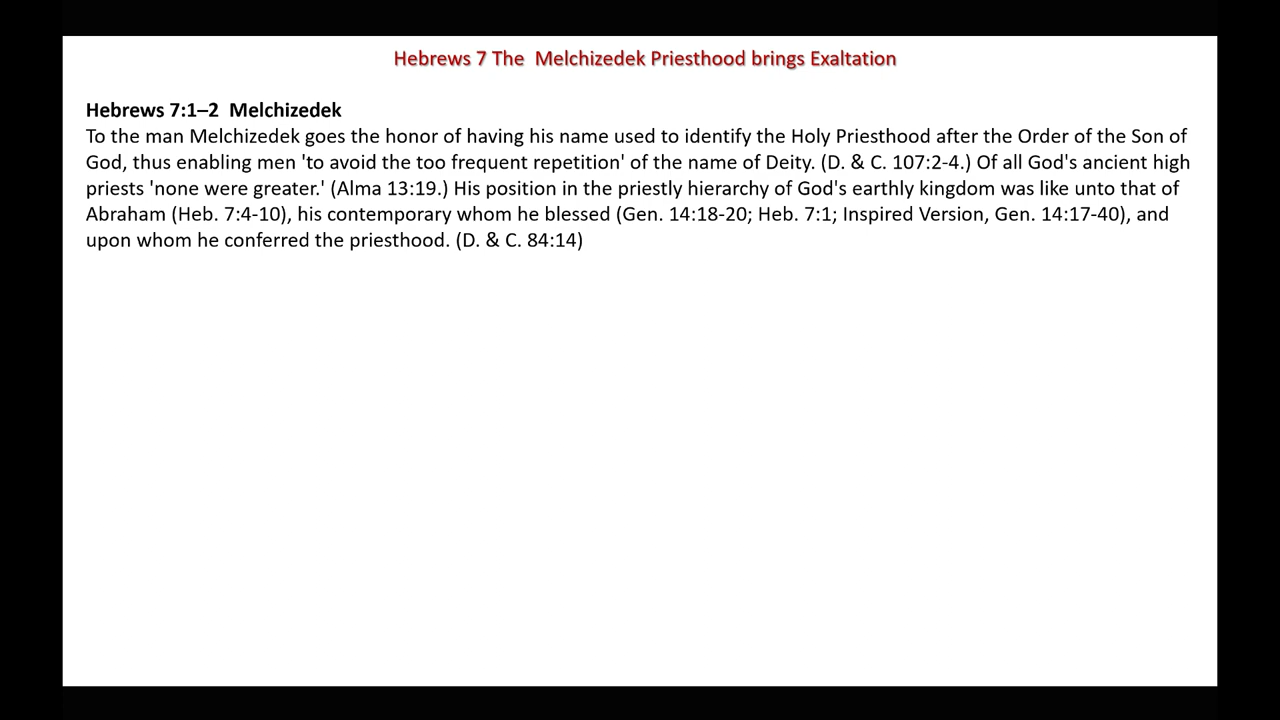 Hebrews 7 The  Melchizedek Priesthood brings Exaltation
Hebrews 7:1–2  Melchizedek
To the man Melchizedek goes the honor of having his name used to identify the Holy Priesthood after the Order of the Son of
God, thus enabling men 'to avoid the too frequent repetition' of the name of Deity. (D. & C. 107:2-4.) Of all God's ancient high
priests 'none were greater.' (Alma 13:19.) His position in the priestly hierarchy of God's earthly kingdom was like unto that of
Abraham (Heb. 7:4-10), his contemporary whom he blessed (Gen. 14:18-20; Heb. 7:1; Inspired Version, Gen. 14:17-40), and
upon whom he conferred the priesthood. (D. & C. 84:14)